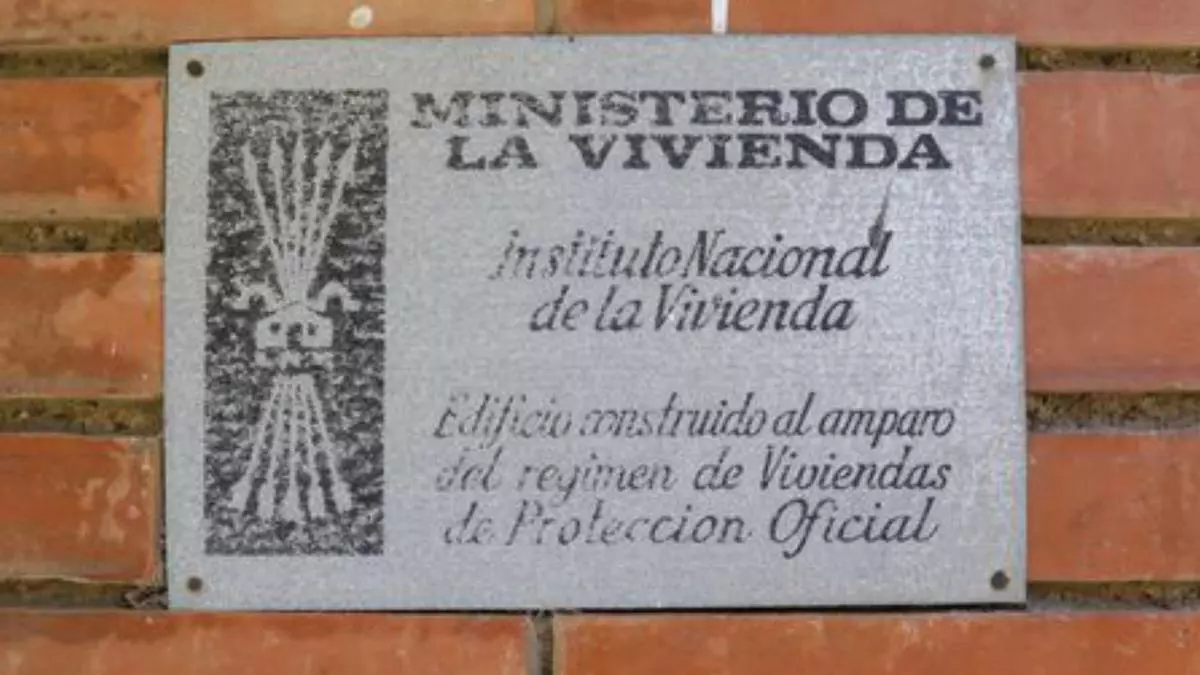 MINISTERIO DE
LA VIVIENDA
Instituto Nacional
de la Vivienda
Edificio construido al amparo
del regimen de Viviendas
de Proteccion Oficial